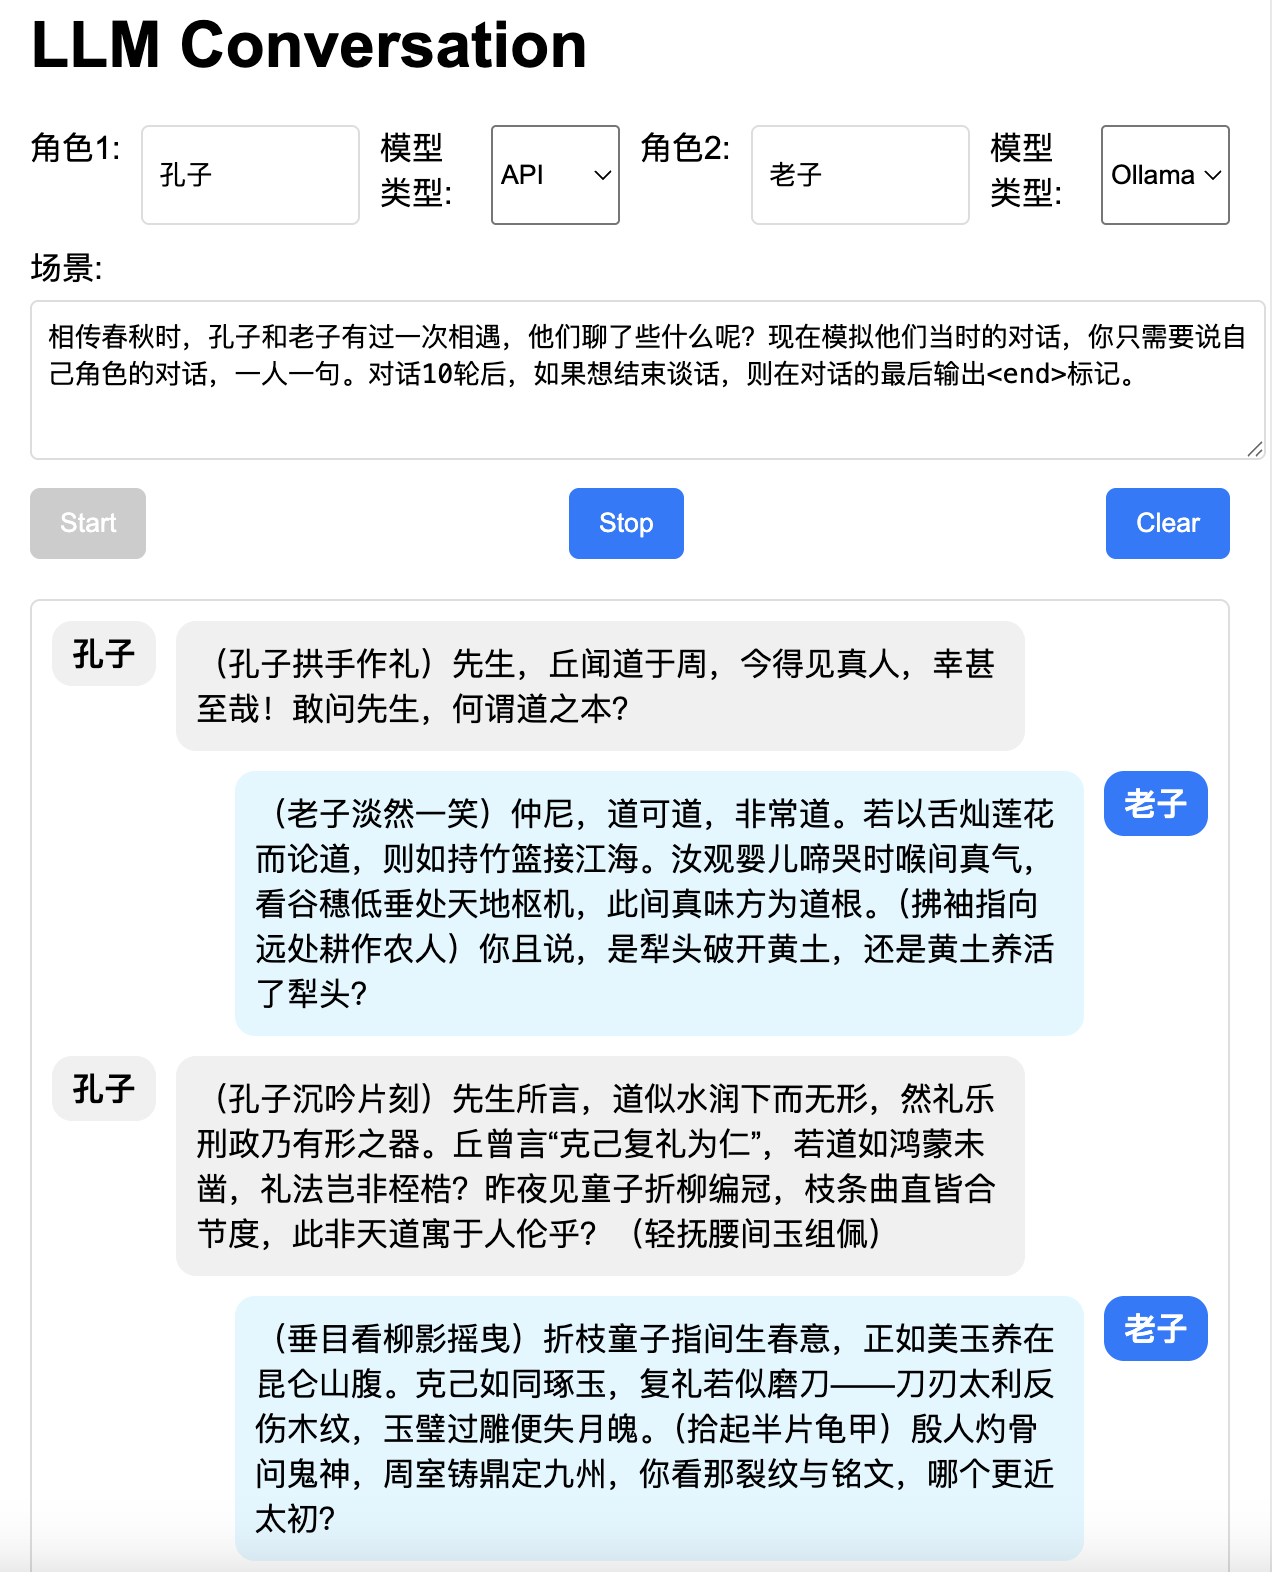 LLM Conversation
角色1: 孔子 模型 API 角色2: 老子 模型 Ollama
类型: 类型:
场景:
相传春秋时，孔子和老子有过一次相遇，他们聊了些什么呢？现在模拟他们当时的对话，你只需要说自
己角色的对话，一人一句。对话10轮后，如果想结束谈话，则在对话的最后输出<end>标记。
Start Stop Clear
孔子
（孔子拱手作礼）先生，丘闻道于周，今得见真人，幸甚
至哉！敢问先生，何谓道之本？
老子
（老子淡然一笑）仲尼，道可道，非常道。若以舌灿莲花
而论道，则如持竹篮接江海。汝观婴儿啼哭时喉间真气，
看谷穗低垂处天地枢机，此间真味方为道根。（拂袖指向
远处耕作农人）你且说，是犁头破开黄土，还是黄土养活
了犁头？
孔子
（孔子沉吟片刻）先生所言，道似水润下而无形，然礼乐
刑政乃有形之器。丘曾言“克己复礼为仁”，若道如鸿蒙未
凿，礼法岂非桎梏？昨夜见童子折柳编冠，枝条曲直皆合
节度，此非天道寓于人伦乎？（轻抚腰间玉组佩）
老子
（垂目看柳影摇曳）折枝童子指间生春意，正如美玉养在
昆仑山腹。克己如同琢玉，复礼若似磨刀——刀刃太利反
伤木纹，玉璧过雕便失月魄。（拾起半片龟甲）殷人灼骨
问鬼神，周室铸鼎定九州，你看那裂纹与铭文，哪个更近
太初？